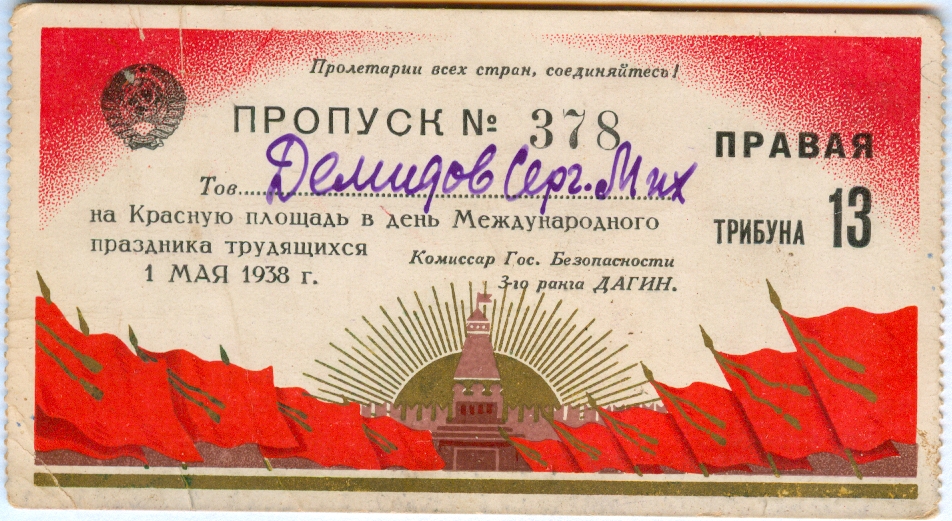 Пролетарии всех стран, соединяйтесь!
ПРОПУСК № 378
Тов. Демидов Серг. Мих
на Красную площадь в день Международного
праздника трудящихся
1 МАЯ 1938 г.
Комиссар Гос. Безопасности
3-го ранга ДАГИН.
ПРАВАЯ
ТРИБУНА 13